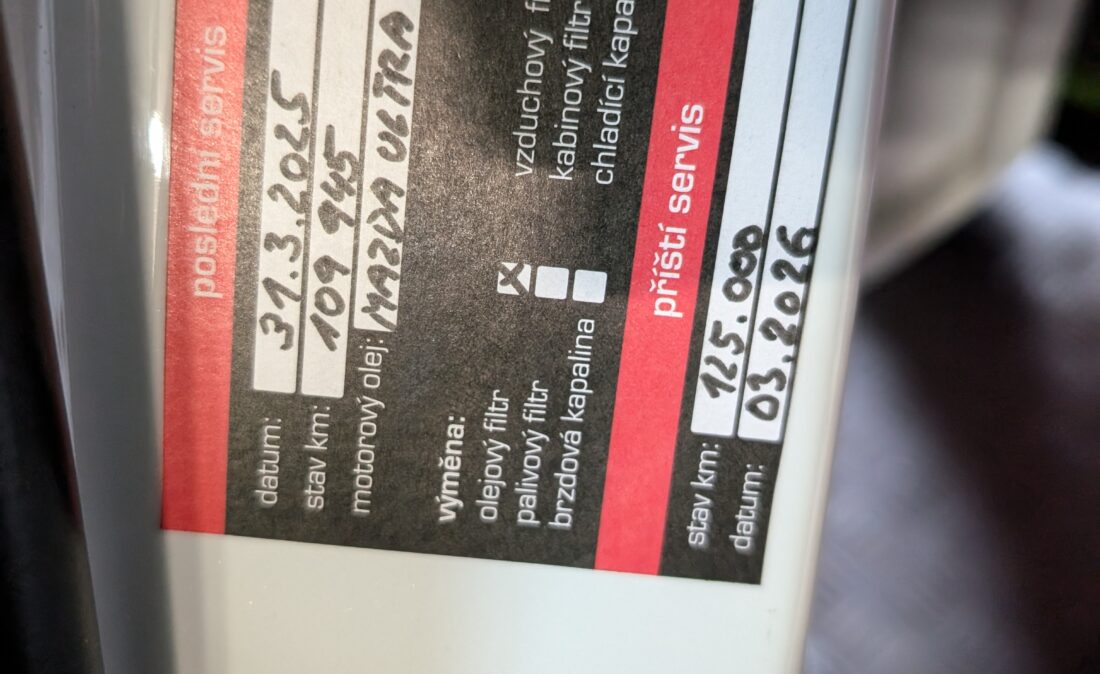 poslední servis
datum: 31.3.2025
stav km: 109 945
motorový olej: MAZDA ULTRA
výměna:
olejový filtr vzduchový
palivový filtr kabinový filtr
brzdová kapalina chladící
příští servis
stav km: 125.000
datum: 03.2026